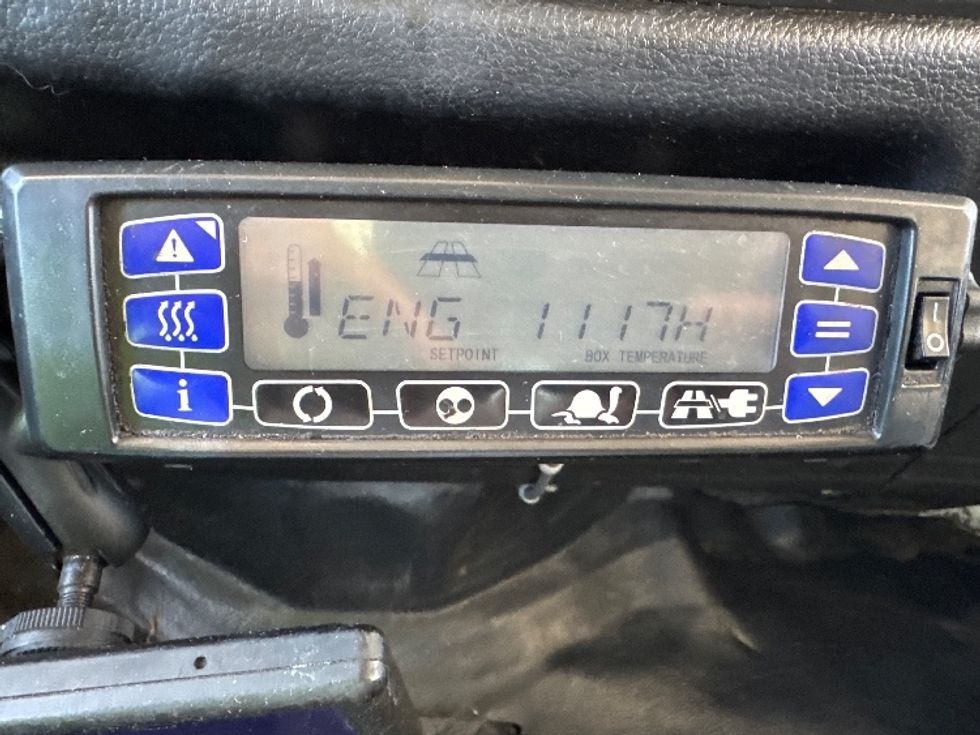 ENG 1117H
SETPOINT BOX TEMPERATURE
i
I
O